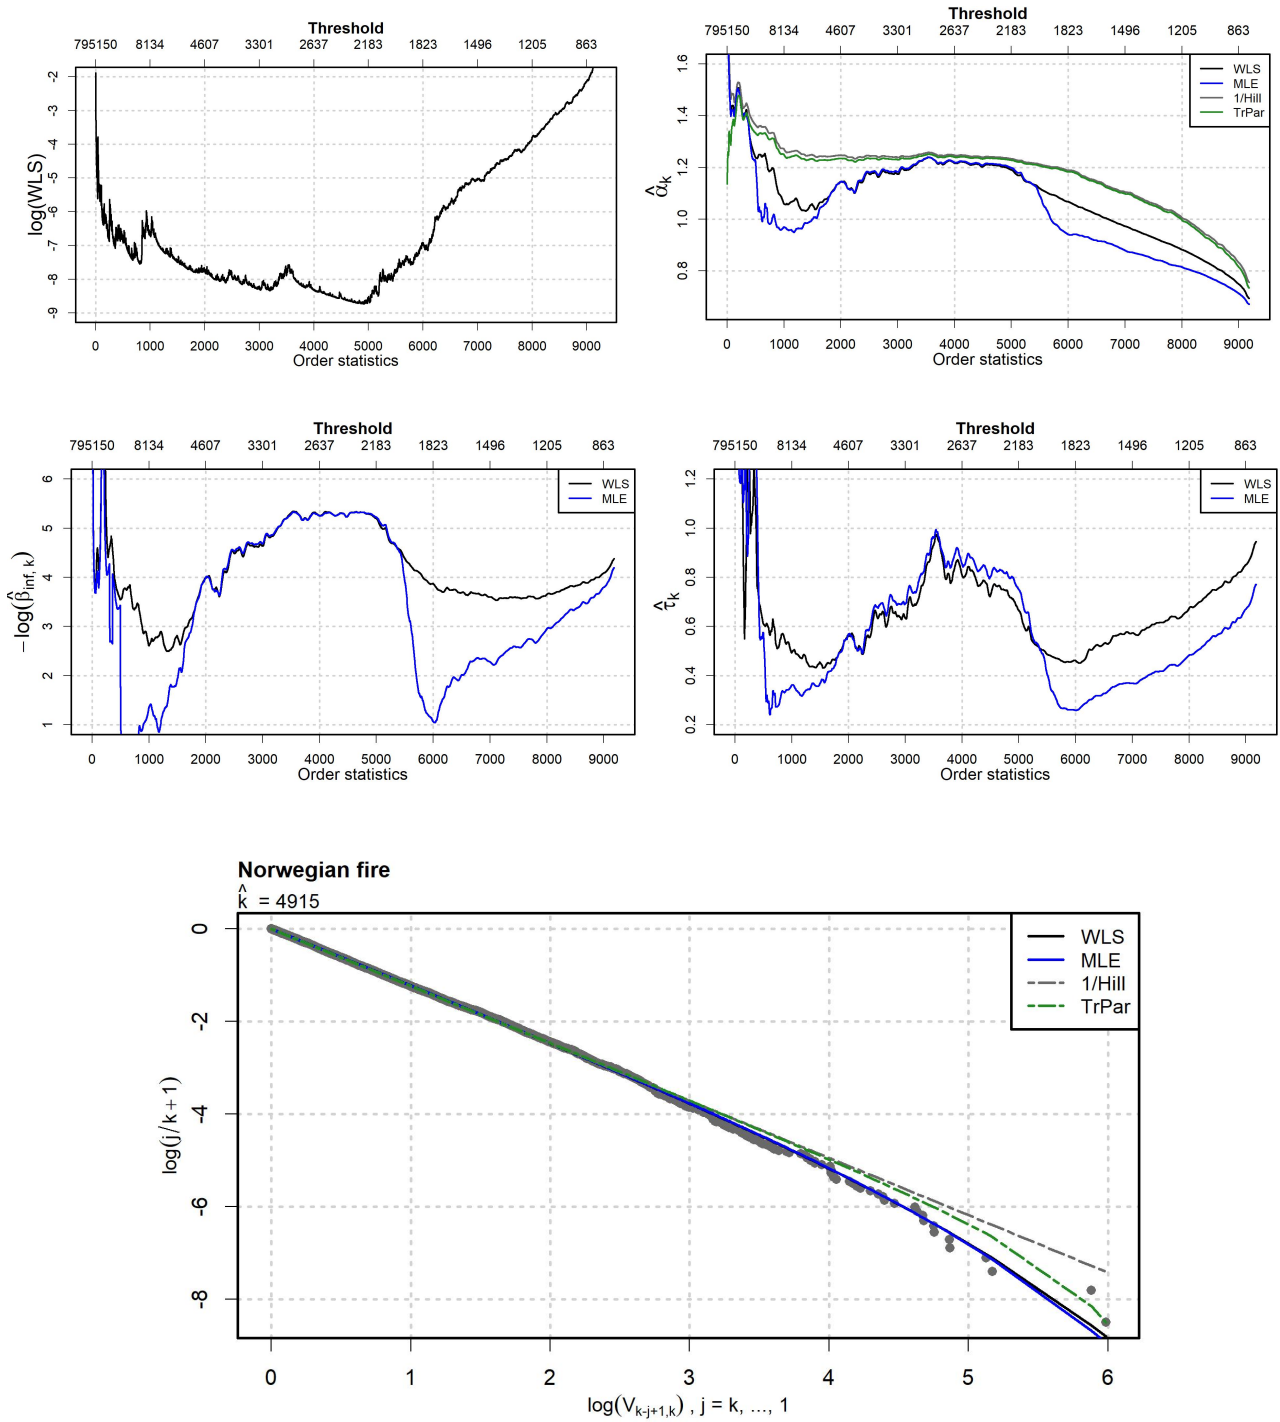 Threshold
795150 8134 4607 3301 2637 2183 1823 1496 1205 863
log(WLS)
-2
-3
-4
-5
-6
-7
-8
-9
0 1000 2000 3000 4000 5000 6000 7000 8000 9000
Order statistics
Threshold
795150 8134 4607 3301 2637 2183 1823 1496 1205 863
α̂k
1.6
1.4
1.2
1.0
0.8
WLS
MLE
1/Hill
TrPar
0 1000 2000 3000 4000 5000 6000 7000 8000 9000
Order statistics
Threshold
795150 8134 4607 3301 2637 2183 1823 1496 1205 863
−log(β̂inf, k)
6
5
4
3
2
1
WLS
MLE
0 1000 2000 3000 4000 5000 6000 7000 8000 9000
Order statistics
Threshold
795150 8134 4607 3301 2637 2183 1823 1496 1205 863
τ̂k
1.2
1.0
0.8
0.6
0.4
0.2
WLS
MLE
0 1000 2000 3000 4000 5000 6000 7000 8000 9000
Order statistics
Norwegian fire
k̂ = 4915
log(j/k+1)
0
-2
-4
-6
-8
WLS
MLE
1/Hill
TrPar
0 1 2 3 4 5 6
log(Vk-j+1,k) , j = k, ..., 1